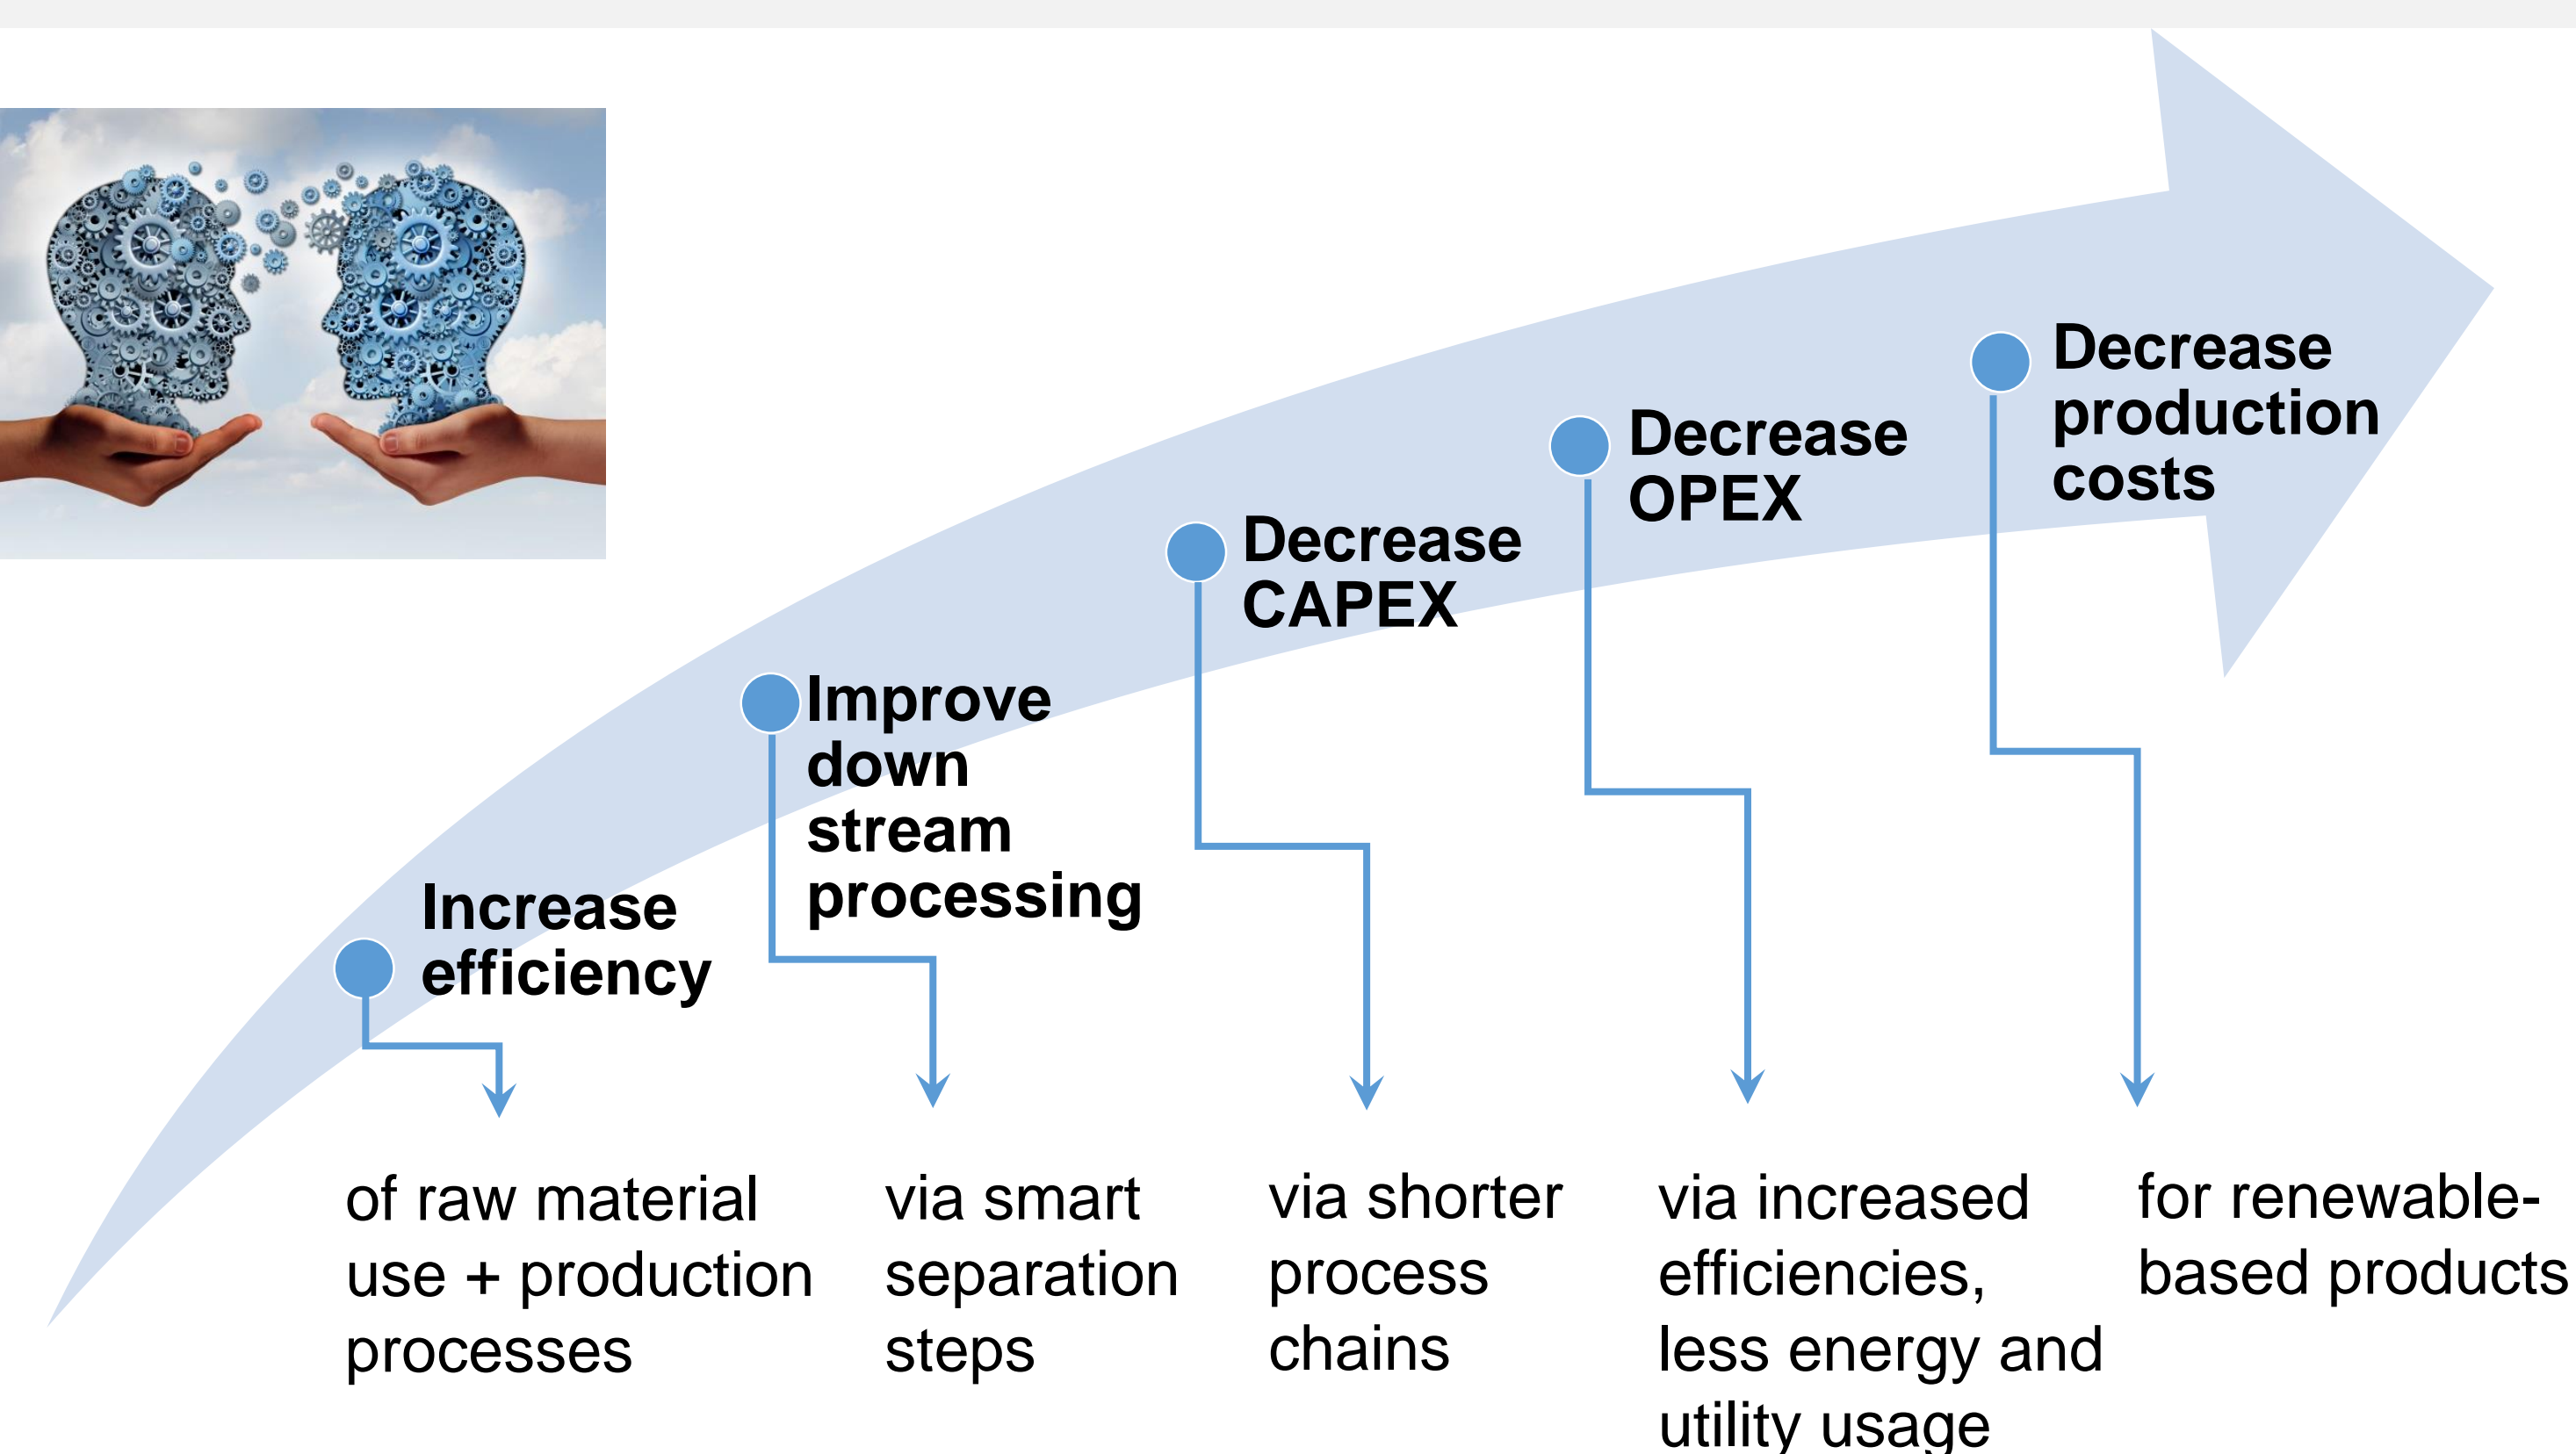 Increase
efficiency
of raw material
use + production
processes
Improve
down
stream
processing
via smart
separation
steps
Decrease
CAPEX
via shorter
process
chains
Decrease
OPEX
via increased
efficiencies,
less energy and
utility usage
Decrease
production
costs
for renewable-
based products